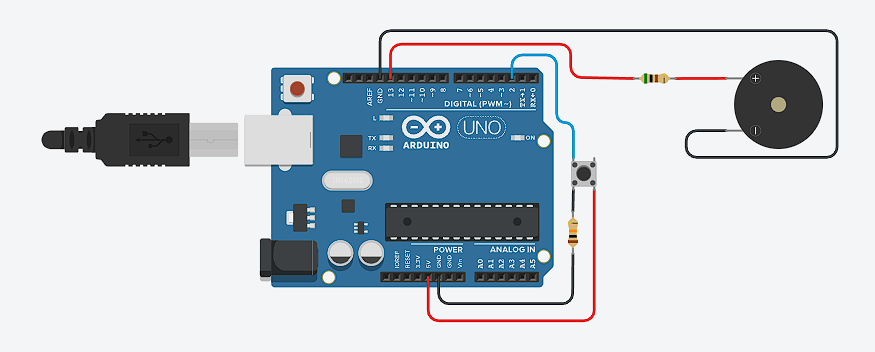 AREF
GND
13
12
~11
~10
~9
8
7
~6
~5
4
~3
2
TX→1
RX←0
DIGITAL (PWM~)
L
TX
RX
ARDUINO
UNO
ON
+
-
POWER
ANALOG IN
IOREF
RESET
3.3V
5V
GND
GND
Vin
A0
A1
A2
A3
A4
A5